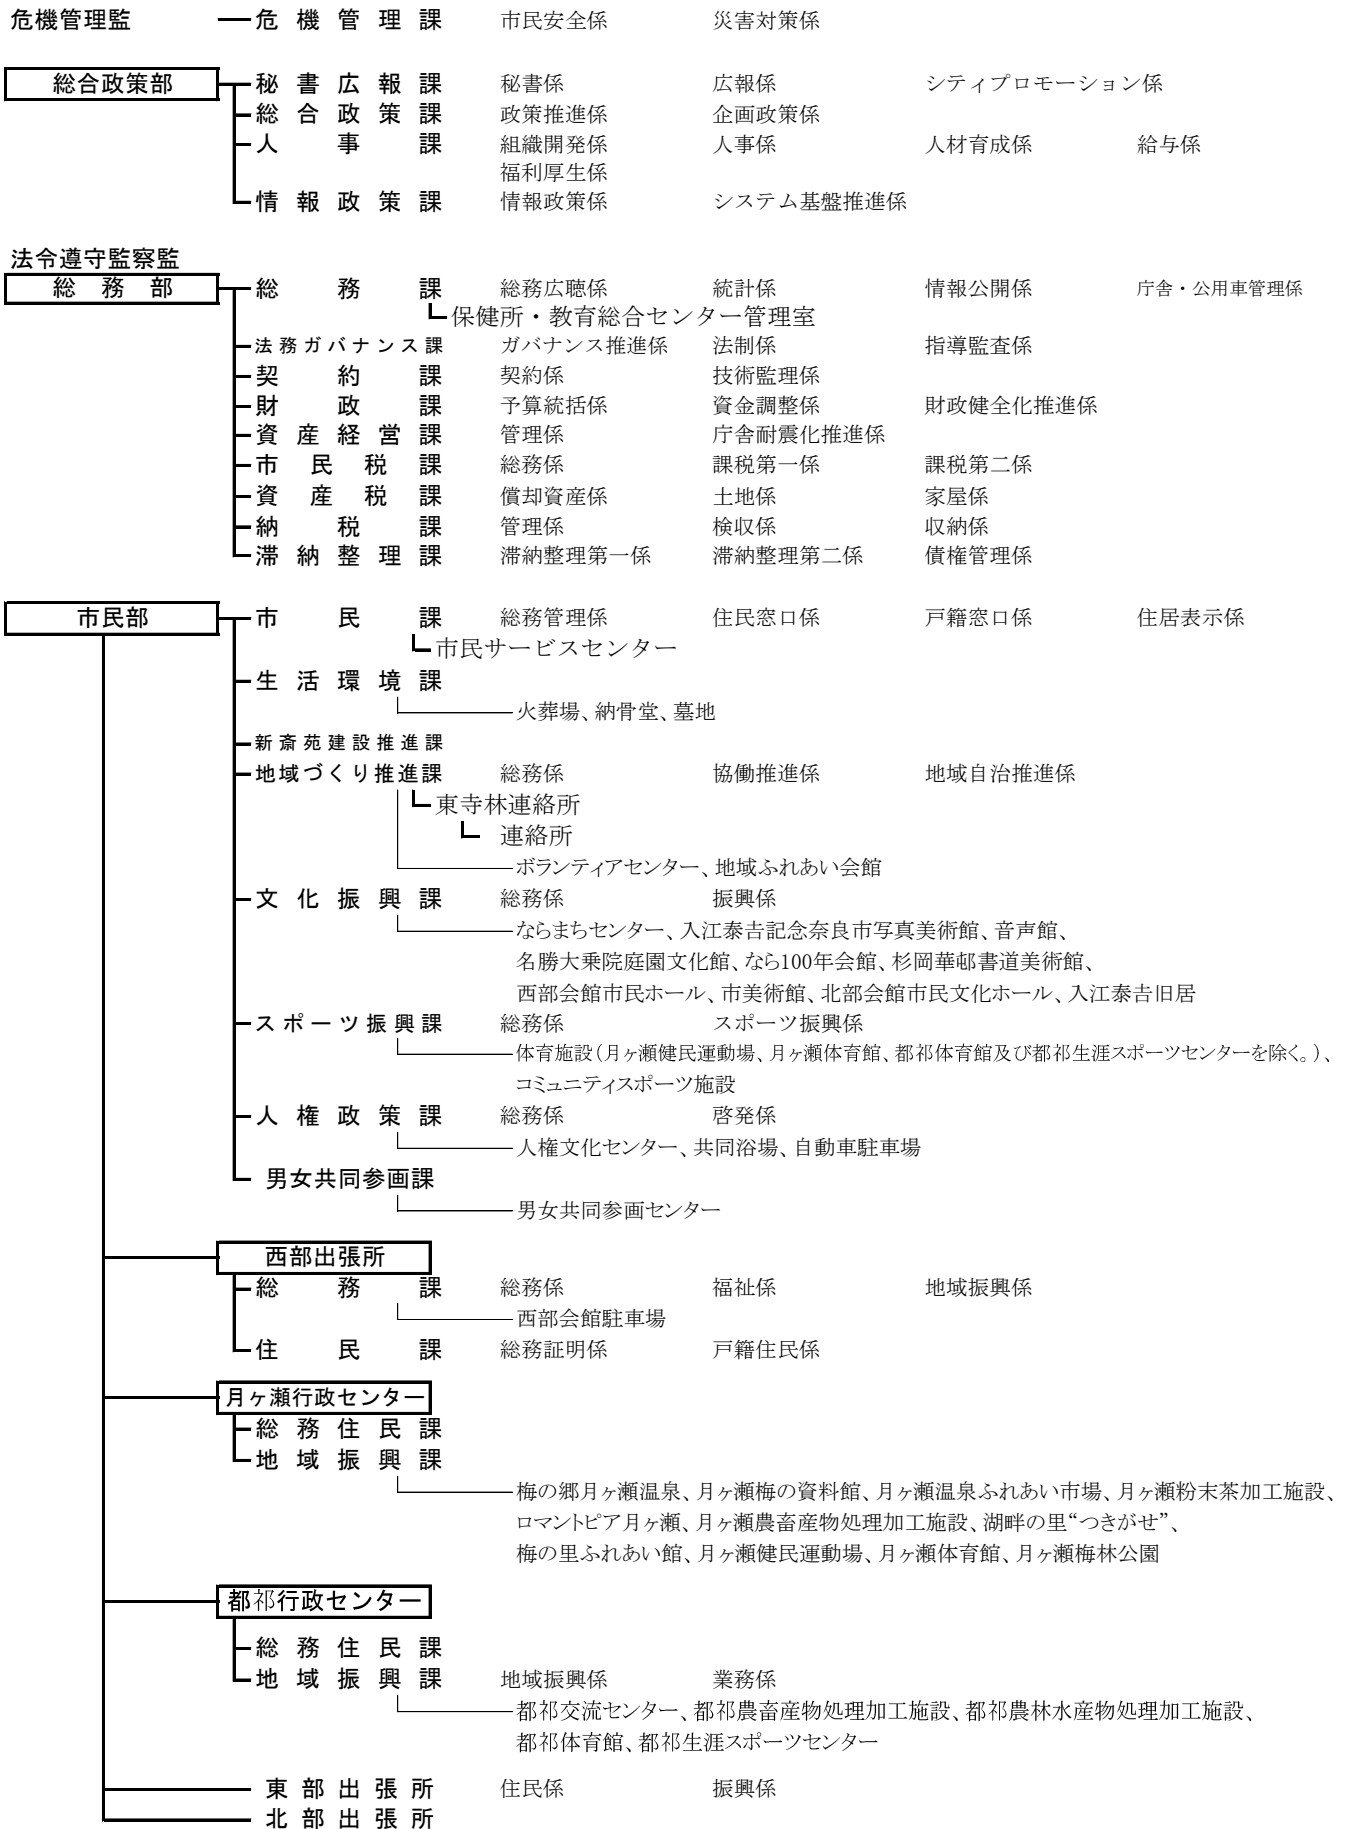 危機管理監 危機管理課 市民安全係 災害対策係
総合政策部 秘書広報課 秘書係 広報係 シティプロモーション係
総合政策課 政策推進係 企画政策係
人事課 組織開発係 人事係 人材育成係 給与係
福利厚生係
情報政策課 情報政策係 システム基盤推進係
法令遵守監察監
総務部 総務課 総務広聴係 統計係 情報公開係 庁舎・公用車管理係
保健所・教育総合センター管理室
法務ガバナンス課 ガバナンス推進係 法制係 指導監査係
契約課 契約係 技術監理係
財政課 予算統括係 資金調整係 財政健全化推進係
資産経営課 管理係 庁舎耐震化推進係
市民税課 総務係 課税第一係 課税第二係
資産税課 償却資産係 土地係 家屋係
納税課 管理係 検収係 収納係
滞納整理課 滞納整理第一係 滞納整理第二係 債権管理係
市民部 市民課 総務管理係 住民窓口係 戸籍窓口係 住居表示係
市民サービスセンター
生活環境課
火葬場、納骨堂、墓地
新斎苑建設推進課
地域づくり推進課 総務係 協働推進係 地域自治推進係
東寺林連絡所
連絡所
ボランティアセンター、地域ふれあい会館
文化振興課 総務係 振興係
ならまちセンター、入江泰𠮷記念奈良市写真美術館、音声館、
名勝大乗院庭園文化館、なら100年会館、杉岡華邨書道美術館、
西部会館市民ホール、市美術館、北部会館市民文化ホール、入江泰𠮷旧居
スポーツ振興課 総務係 スポーツ振興係
体育施設(月ヶ瀬健民運動場、月ヶ瀬体育館、都祁体育館及び都祁生涯スポーツセンターを除く。)、
コミュニティスポーツ施設
人権政策課 総務係 啓発係
人権文化センター、共同浴場、自動車駐車場
男女共同参画課
男女共同参画センター
西部出張所
総務課 総務係 福祉係 地域振興係
西部会館駐車場
住民課 総務証明係 戸籍住民係
月ヶ瀬行政センター
総務住民課
地域振興課
梅の郷月ヶ瀬温泉、月ヶ瀬梅の資料館、月ヶ瀬温泉ふれあい市場、月ヶ瀬粉末茶加工施設、
ロマントピア月ヶ瀬、月ヶ瀬農畜産物処理加工施設、湖畔の里“つきがせ”、
梅の里ふれあい館、月ヶ瀬健民運動場、月ヶ瀬体育館、月ヶ瀬梅林公園
都祁行政センター
総務住民課
地域振興課 地域振興係 業務係
都祁交流センター、都祁農畜産物処理加工施設、都祁農林水産物処理加工施設、
都祁体育館、都祁生涯スポーツセンター
東部出張所 住民係 振興係
北部出張所